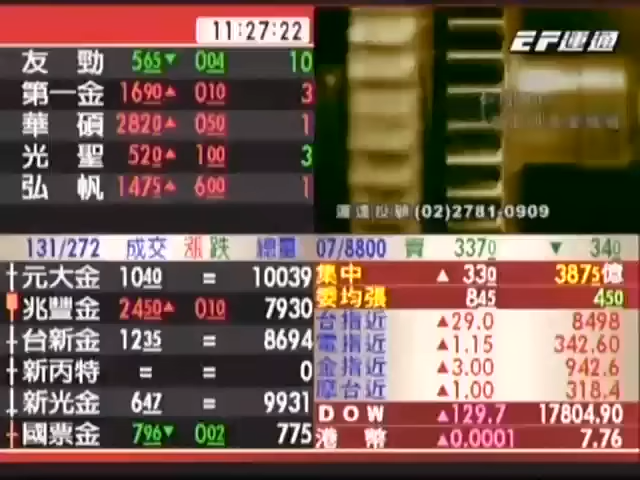 11:27:22
EF運通
友勁 565▼ 004 10
第一金 1690▲ 010 3
華碩 2820▲ 050 1
光聖 520▲ 100 3
弘帆 1475▲ 600 1
運達投顧(02)2781-0909
131/272 成交 漲跌 總量
元大金 1040 = 10039
兆豐金 2450▲ 010 7930
台新金 1235 = 8694
新丙特 = = 0
新光金 647 = 9931
國票金 796▼ 002 775
07/8800 賣 3370 ▼ 340
集中 ▲ 330 3875億
委均張 845 450
台指近 ▲29.0 8498
電指近 ▲1.15 342.60
金指近 ▲3.00 942.6
摩台近 ▲1.00 318.4
DOW ▲129.7 17804.90
港幣 ▲0.0001 7.76